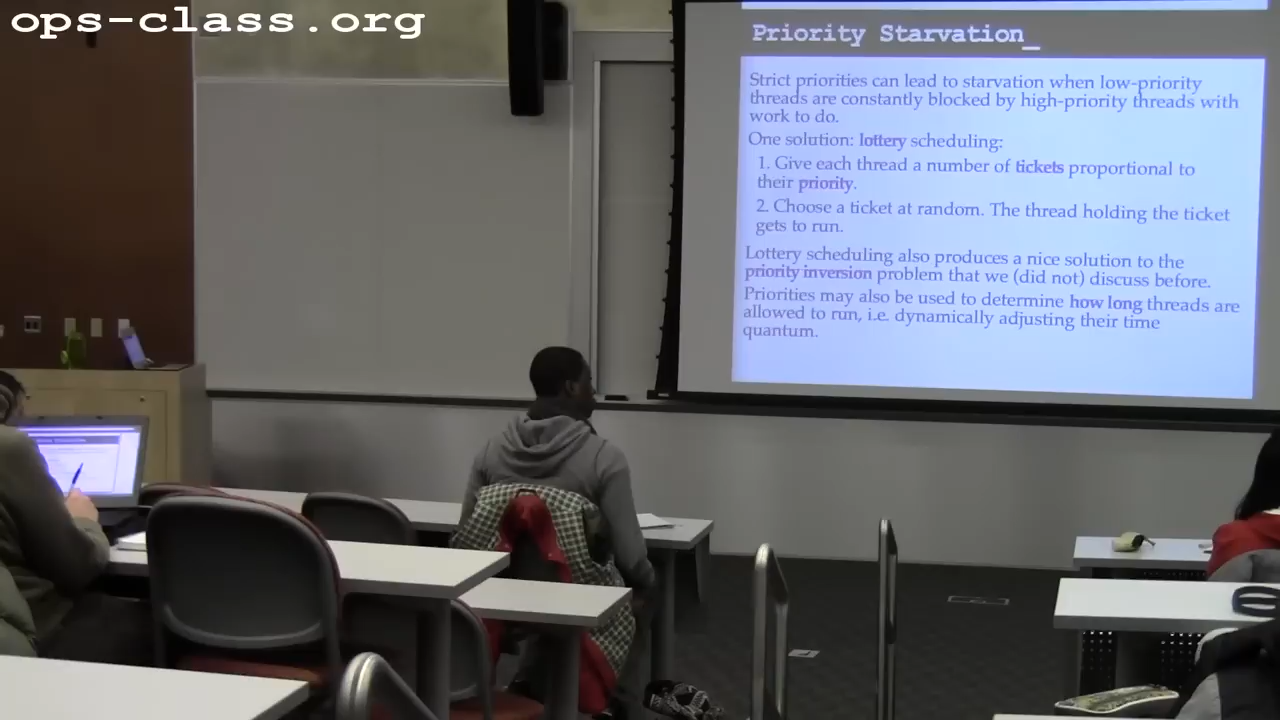 ops-class.org
Priority Starvation_
Strict priorities can lead to starvation when low-priority
threads are constantly blocked by high-priority threads with
work to do.
One solution: lottery scheduling:
1. Give each thread a number of tickets proportional to
their priority.
2. Choose a ticket at random. The thread holding the ticket
gets to run.
Lottery scheduling also produces a nice solution to the
priority inversion problem that we (did not) discuss before.
Priorities may also be used to determine how long threads are
allowed to run, i.e. dynamically adjusting their time
quantum.